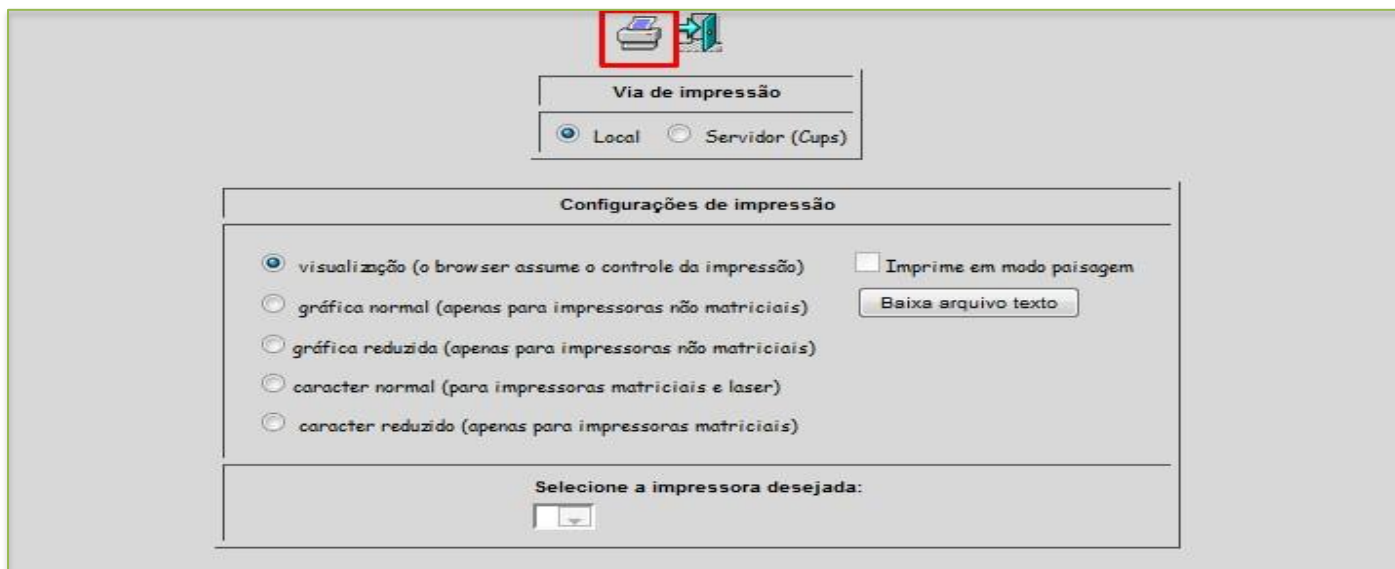 Via de impressão
Local Servidor (Cups)
Configurações de impressão
visualização (o browser assume o controle da impressão) Imprime em modo paisagem
gráfica normal (apenas para impressoras não matriciais) Baixa arquivo texto
gráfica reduzida (apenas para impressoras não matriciais)
caracter normal (para impressoras matriciais e laser)
caracter reduzido (apenas para impressoras matriciais)
Selecione a impressora desejada: